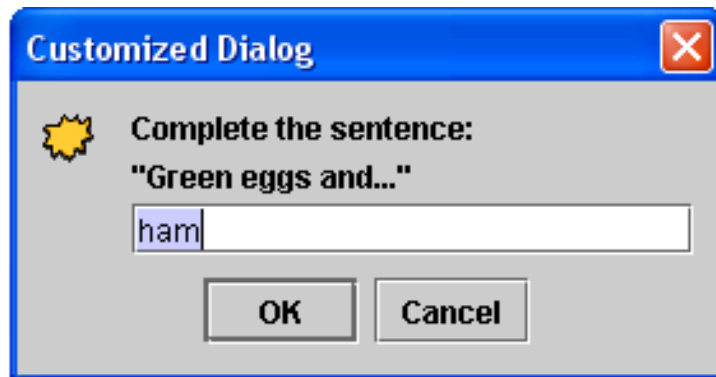 Customized Dialog
Complete the sentence:
"Green eggs and..."
ham
OK Cancel